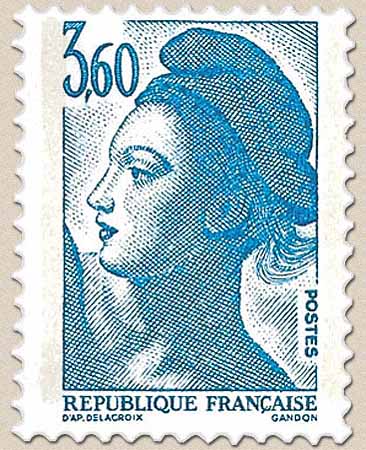 3,60
POSTES
REPUBLIQUE FRANÇAISE
D'AP. DELACROIX GANDON